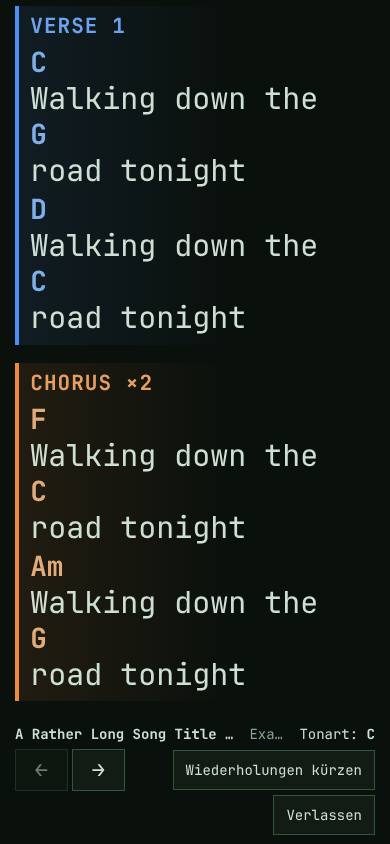 VERSE 1
C
Walking down the
G
road tonight
D
Walking down the
C
road tonight
CHORUS ×2
F
Walking down the
C
road tonight
Am
Walking down the
G
road tonight
A Rather Long Song Title … Exa… Tonart: C
← → Wiederholungen kürzen
Verlassen